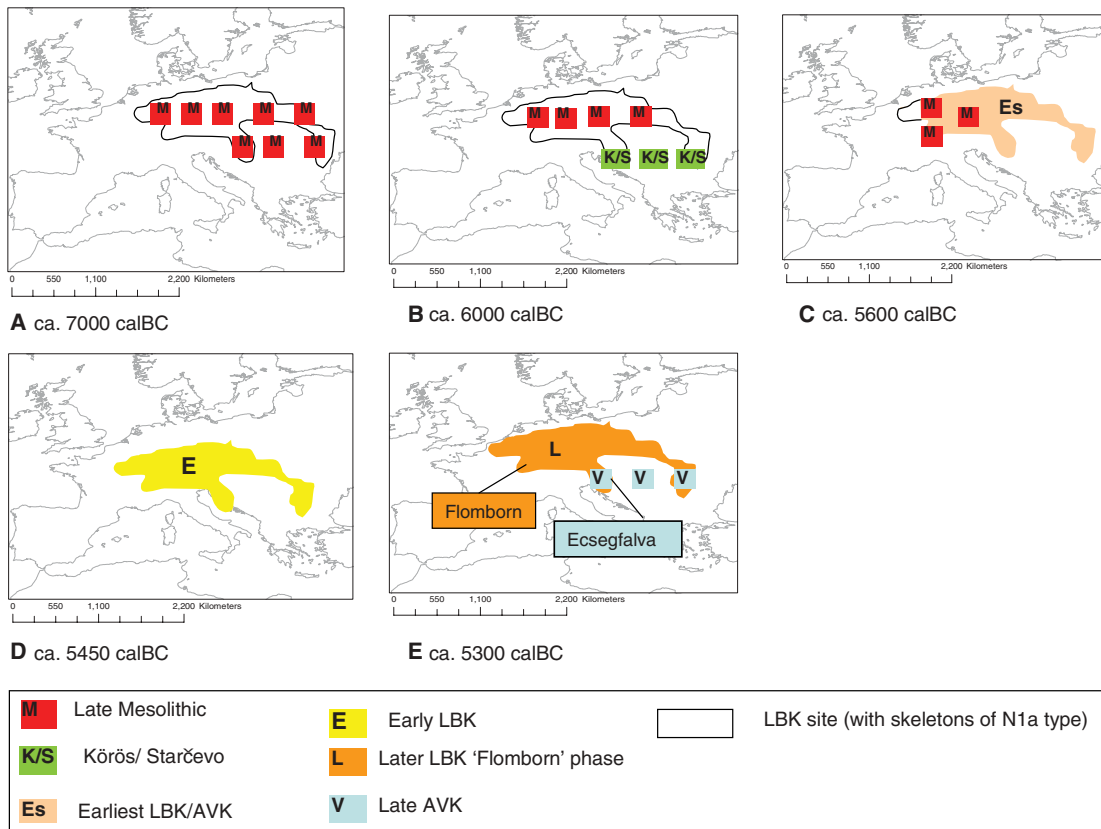 M M M M M
M M M
0 550 1,100 2,200 Kilometers
A ca. 7000 calBC
M M M M
K/S K/S K/S
0 550 1,100 2,200 Kilometers
B ca. 6000 calBC
M Es
M
M
0 550 1,100 2,200 Kilometers
C ca. 5600 calBC
E
0 550 1,100 2,200 Kilometers
D ca. 5450 calBC
L
V V V
Flomborn
Ecsegfalva
0 550 1,100 2,200 Kilometers
E ca. 5300 calBC
M Late Mesolithic
K/S Körös/ Starčevo
Es Earliest LBK/AVK
E Early LBK
L Later LBK ‘Flomborn’ phase
V Late AVK
LBK site (with skeletons of N1a type)